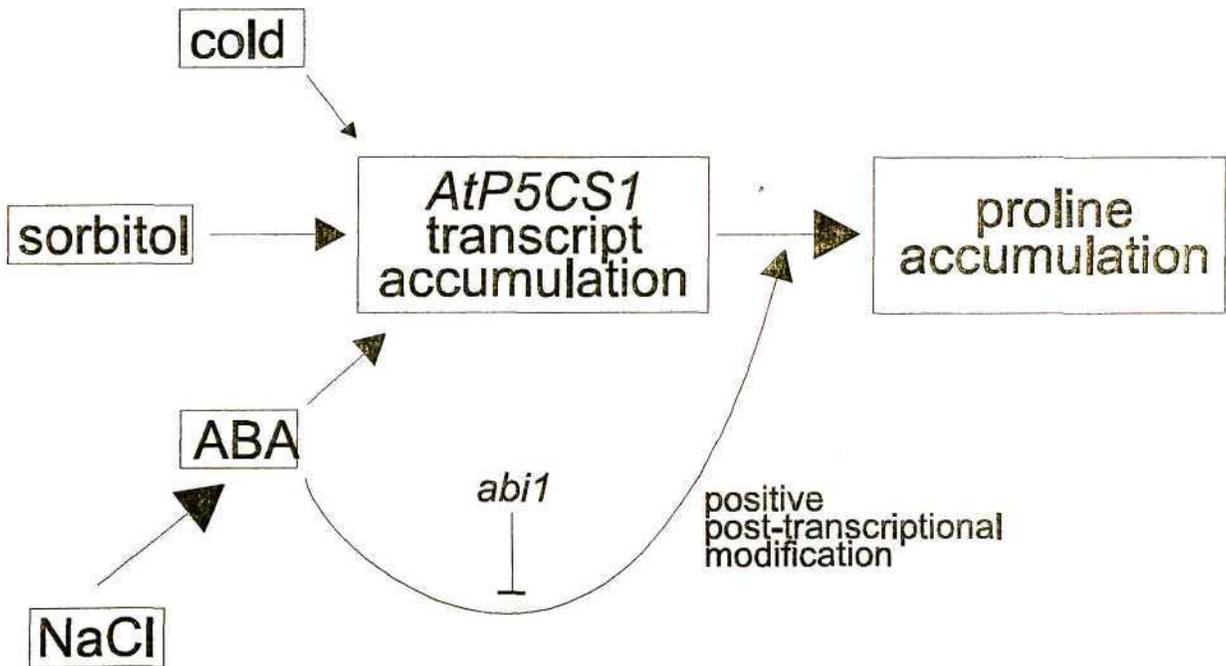 cold
sorbitol
AtP5CS1
transcript
accumulation
proline
accumulation
ABA
abi1
positive
post-transcriptional
modification
NaCl